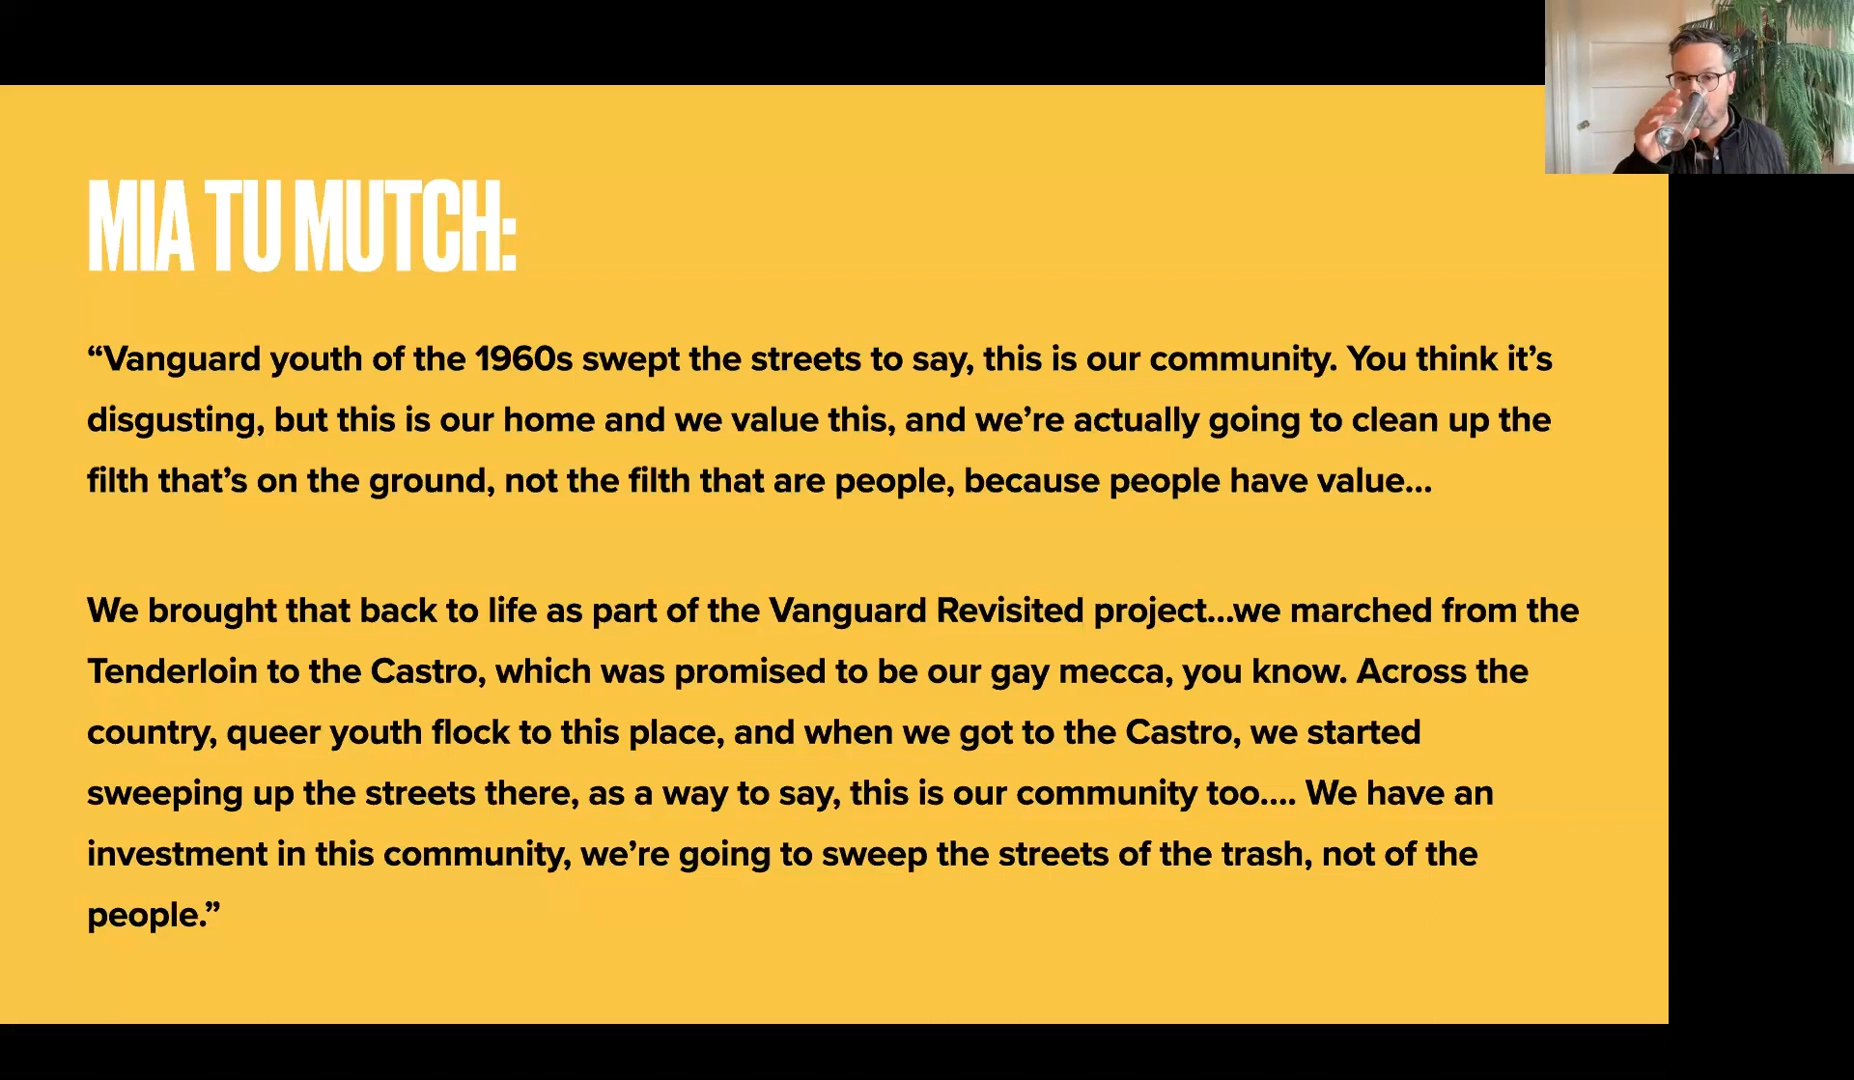 MIA TU MUTCH:
“Vanguard youth of the 1960s swept the streets to say, this is our community. You think it’s
disgusting, but this is our home and we value this, and we’re actually going to clean up the
filth that’s on the ground, not the filth that are people, because people have value...
We brought that back to life as part of the Vanguard Revisited project...we marched from the
Tenderloin to the Castro, which was promised to be our gay mecca, you know. Across the
country, queer youth flock to this place, and when we got to the Castro, we started
sweeping up the streets there, as a way to say, this is our community too.... We have an
investment in this community, we’re going to sweep the streets of the trash, not of the
people.”